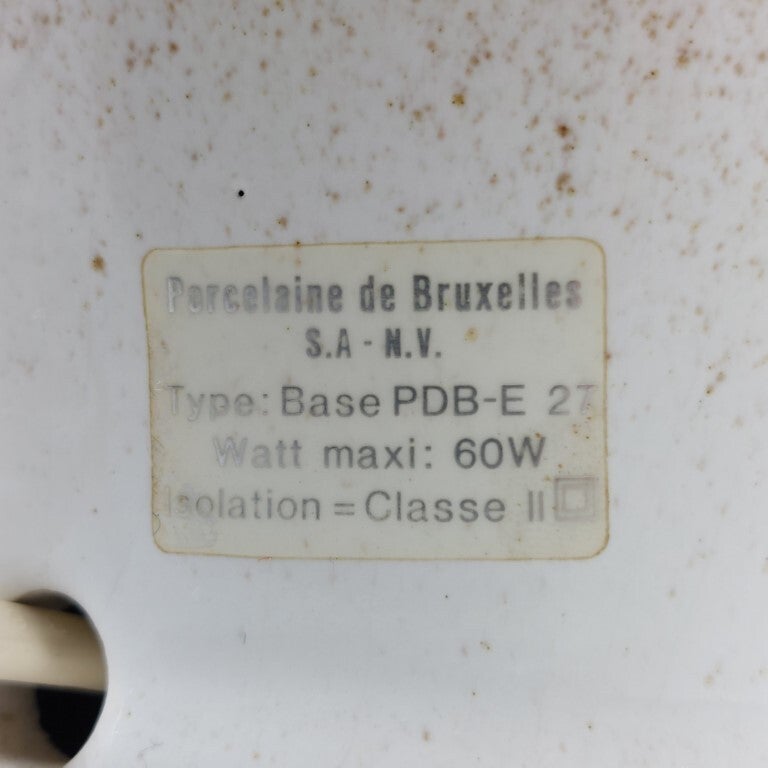 Porcelaine de Bruxelles
S.A - N.V.
Type: Base PDB-E 27
Watt maxi: 60W
Isolation = Classe II